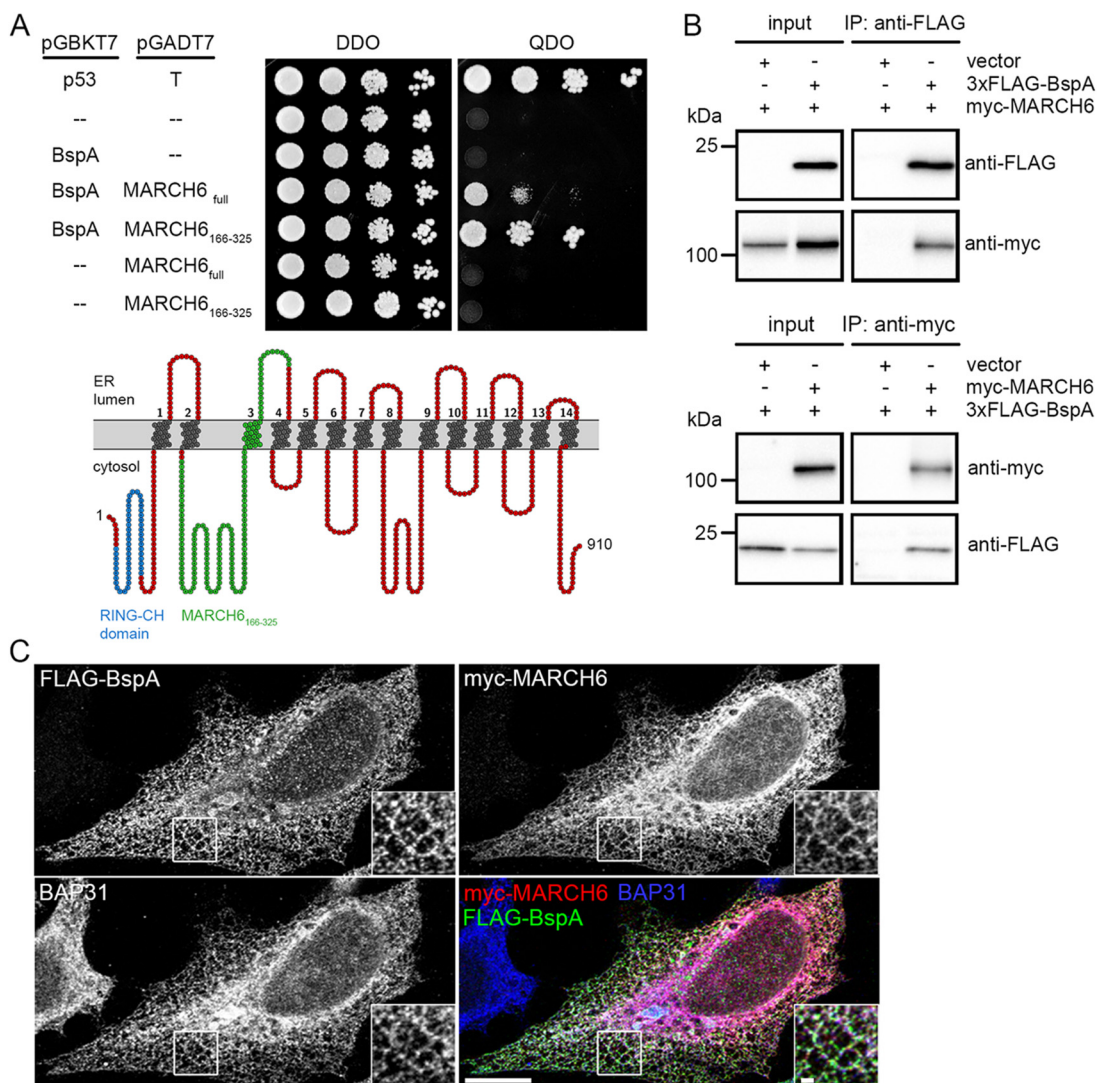 A
pGBKT7 pGADT7 DDO QDO
p53 T
-- --
BspA --
BspA MARCH6full
BspA MARCH6166-325
-- MARCH6full
-- MARCH6166-325
ER lumen
1 2 3 4 5 6 7 8 9 10 11 12 13 14
cytosol
1
910
RING-CH domain
MARCH6166-325
B
input IP: anti-FLAG
+ - + - vector
- + - + 3xFLAG-BspA
+ + + + myc-MARCH6
kDa
25
anti-FLAG
100
anti-myc
input IP: anti-myc
+ - + - vector
- + - + myc-MARCH6
+ + + + 3xFLAG-BspA
kDa
100
anti-myc
25
anti-FLAG
C
FLAG-BspA
myc-MARCH6
BAP31
myc-MARCH6 BAP31
FLAG-BspA